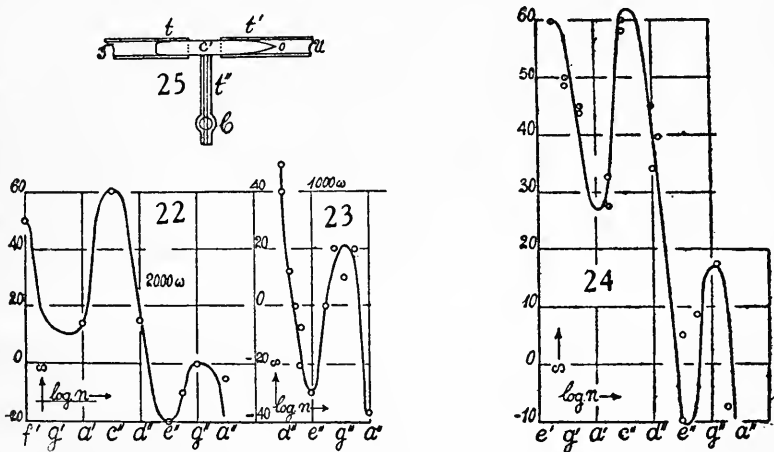 t t'
s c' o u
25 t"
b
60 22
40
2000ω
20
0
s
log n →
-20
f' g' a' c" d" e' g" a"
40 1000ω
20 23
0
-20
s
-40 log n →
d" e" g" a"
60
50
40
30
20 24
10
0
s
log n →
-10
e' g' a' c" d" e" g" a"